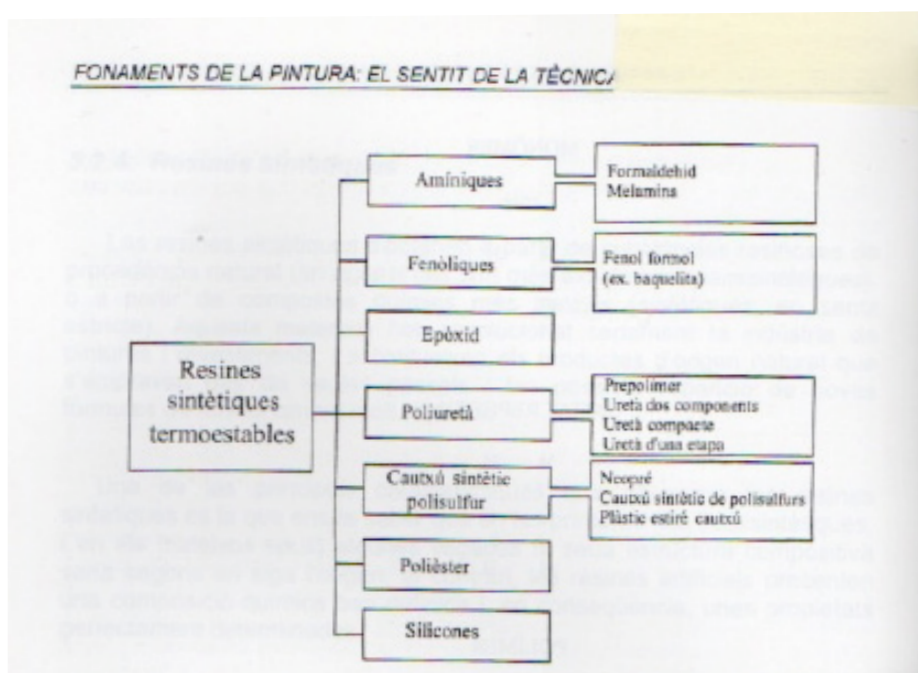 FONAMENTS DE LA PINTURA: EL SENTIT DE LA TÈCNICA
Resines
sintètiques
termoestables
Amíniques
Formaldehid
Melamina
Fenòliques
Fenol formol
(ex. baquelita)
Epòxid
Poliuretà
Prepolímer
Uretà dos components
Uretà compacte
Uretà d'una etapa
Cautxú sintètic
polisulfur
Neopré
Cautxú sintètic de polisulfurs
Plàstic estiré cautxú
Polièster
Silicones